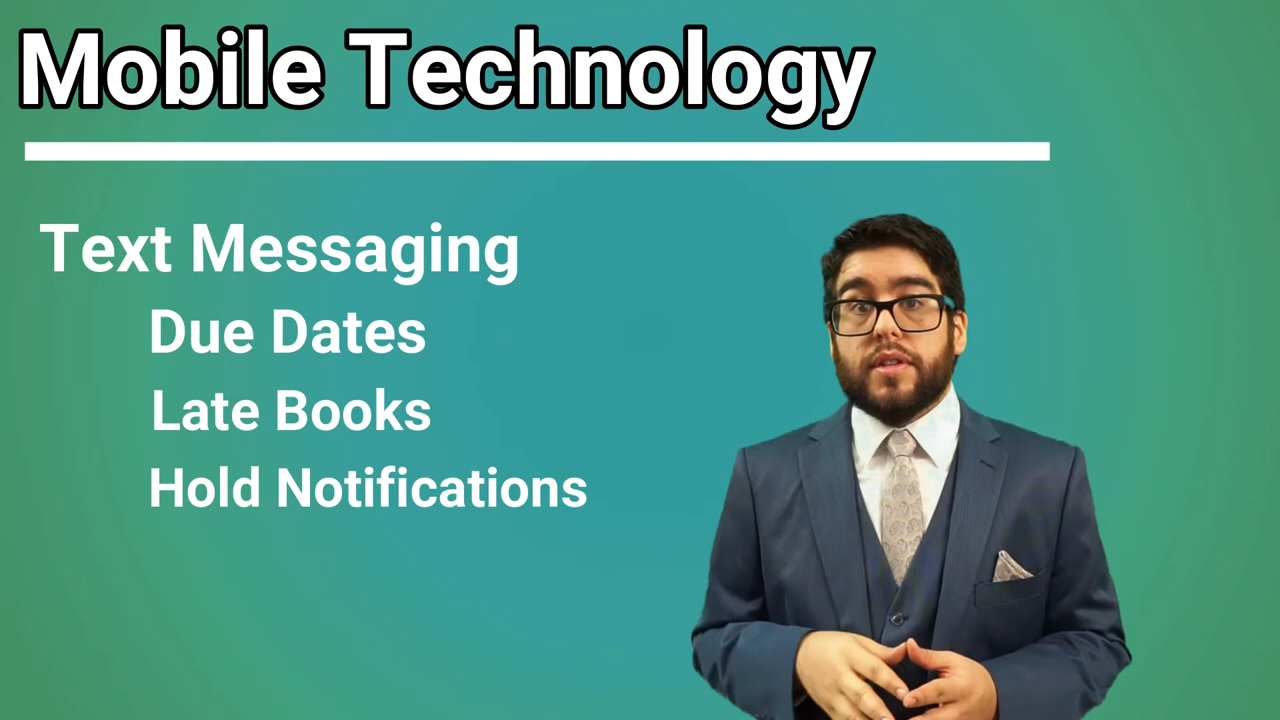 Mobile Technology
Text Messaging
Due Dates
Late Books
Hold Notifications